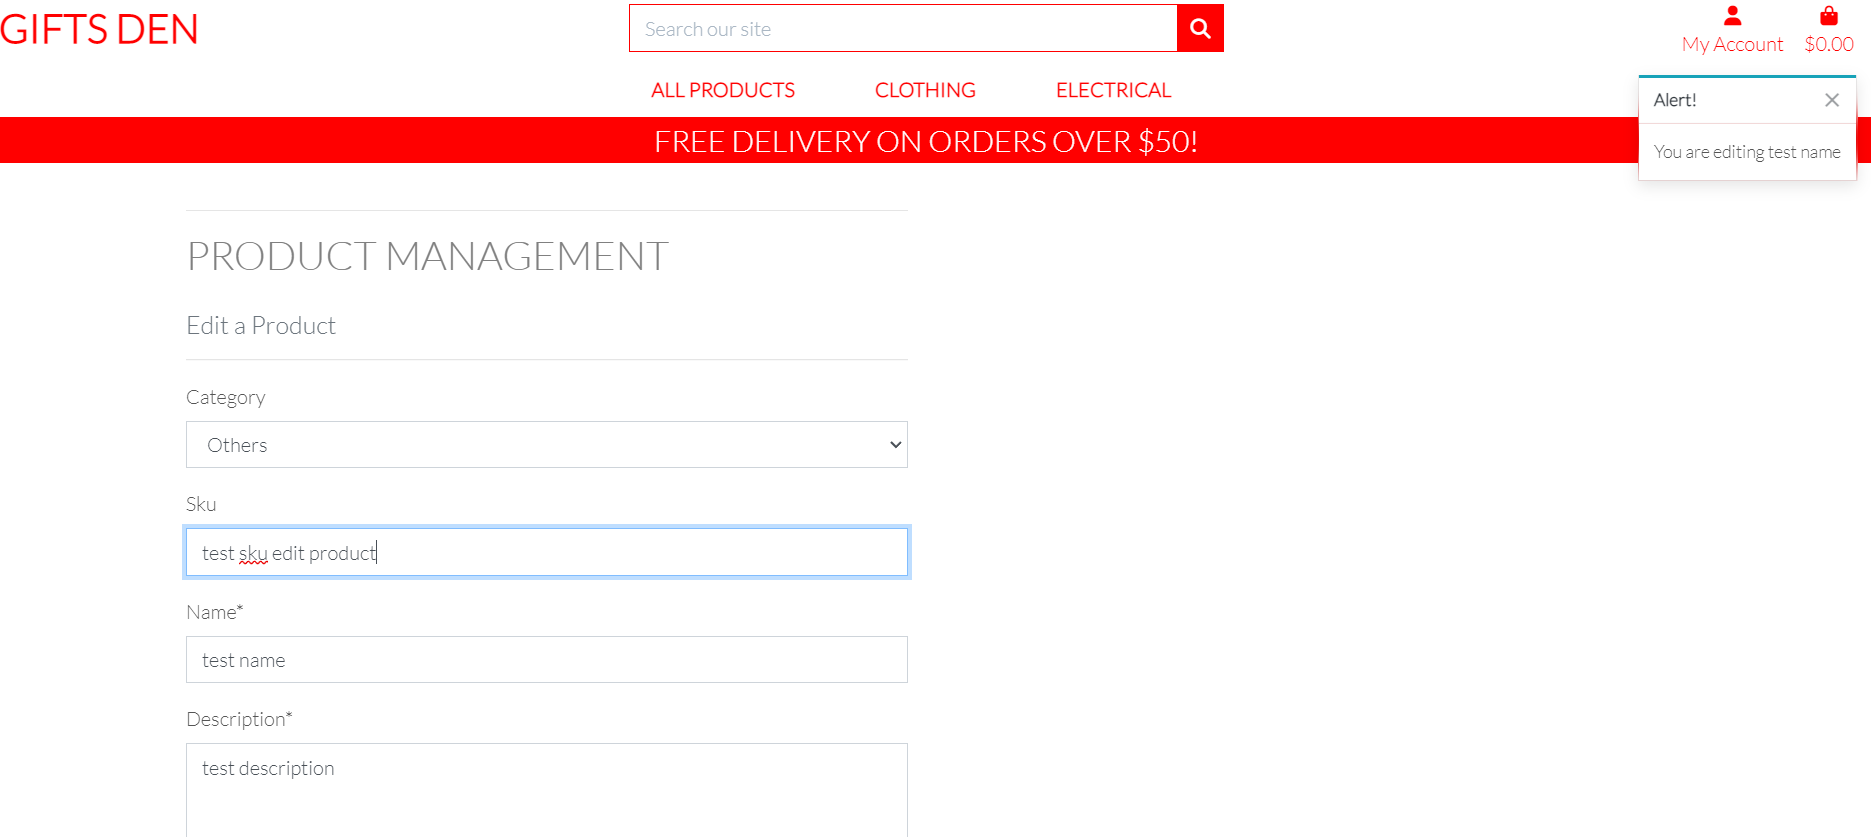 GIFTS DEN
Search our site
My Account
$0.00
ALL PRODUCTS
CLOTHING
ELECTRICAL
Alert!
You are editing test name
FREE DELIVERY ON ORDERS OVER $50!
PRODUCT MANAGEMENT
Edit a Product
Category
Others
Sku
test sku edit product
Name*
test name
Description*
test description